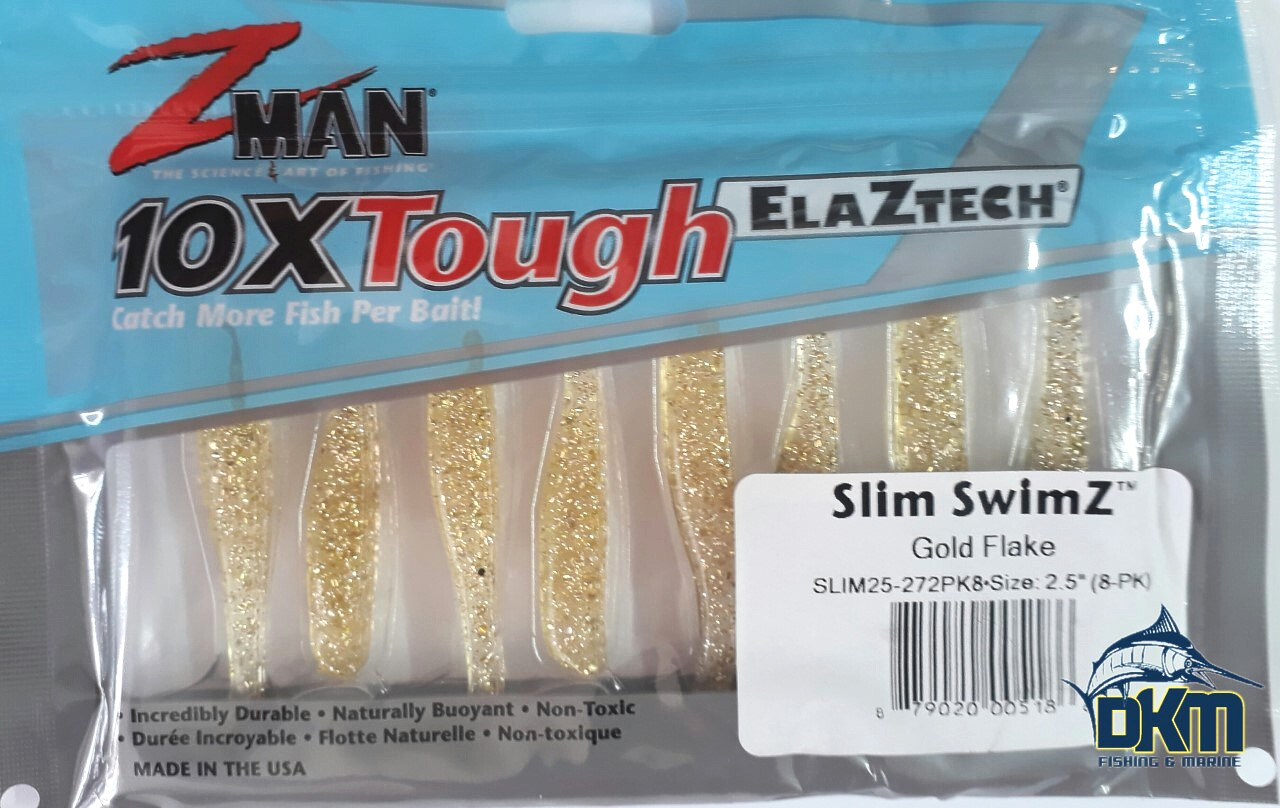 ZMAN®
THE SCIENCE & ART OF FISHING
10X Tough ELAZTECH®
Catch More Fish Per Bait!
Slim SwimZ™
Gold Flake
SLIM25-272PK8•Size: 2.5" (8-PK)
8 79020 00518
• Incredibly Durable • Naturally Buoyant • Non-Toxic
• Durée Incroyable • Flotte Naturelle • Non-toxique
MADE IN THE USA
DKM
FISHING & MARINE